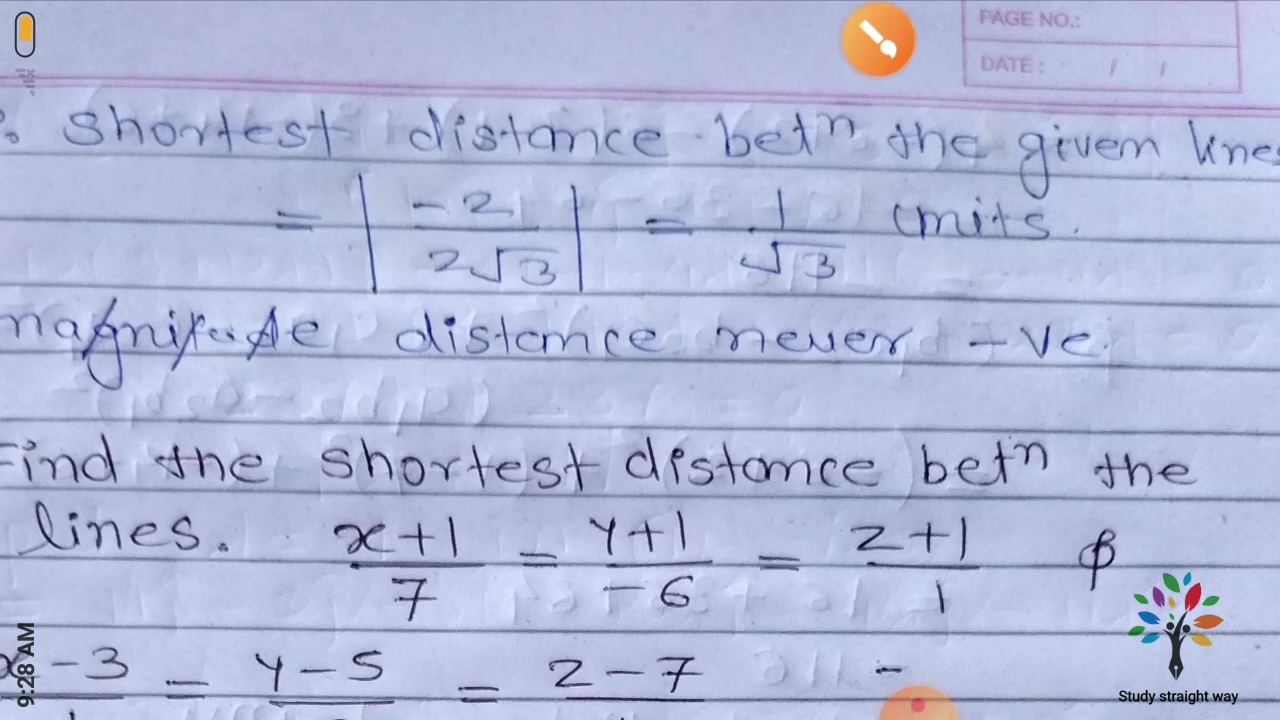 PAGE NO.:
DATE : / /
shortest distance betⁿ the given lines
= | -2 / 2√3 | = 1/√3 units.
magnitude distance never -ve.
Find the shortest distance betⁿ the
lines. x+1/7 = y+1/-6 = z+1/1 &
x-3 = y-5 = z-7
9:28 AM
Study straight way